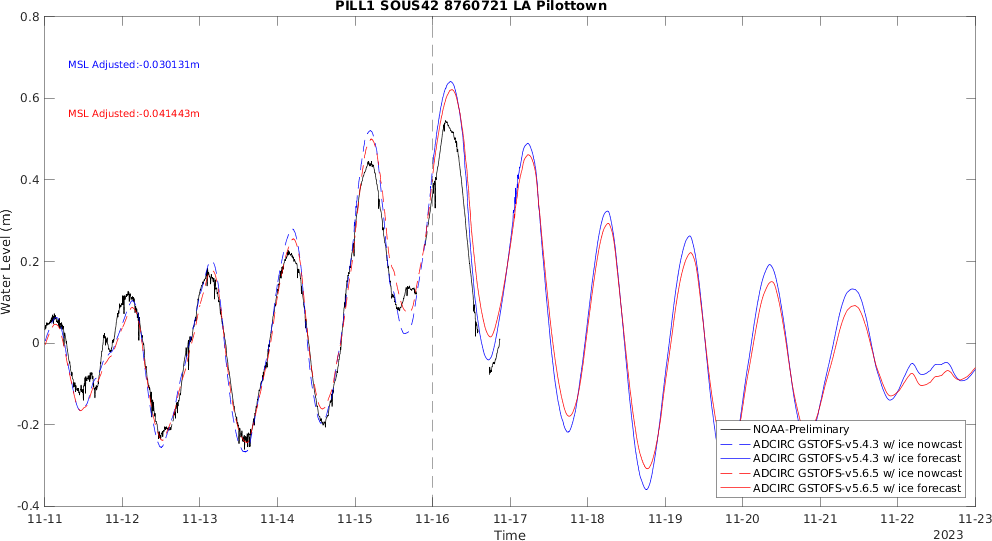 PILL1 SOUS42 8760721 LA Pilottown
MSL Adjusted:-0.030131m
MSL Adjusted:-0.041443m
Water Level (m)
0.8
0.6
0.4
0.2
0
-0.2
-0.4
NOAA-Preliminary
ADCIRC GSTOFS-v5.4.3 w/ ice nowcast
ADCIRC GSTOFS-v5.4.3 w/ ice forecast
ADCIRC GSTOFS-v5.6.5 w/ ice nowcast
ADCIRC GSTOFS-v5.6.5 w/ ice forecast
11-11 11-12 11-13 11-14 11-15 11-16 11-17 11-18 11-19 11-20 11-21 11-22 11-23
Time
2023